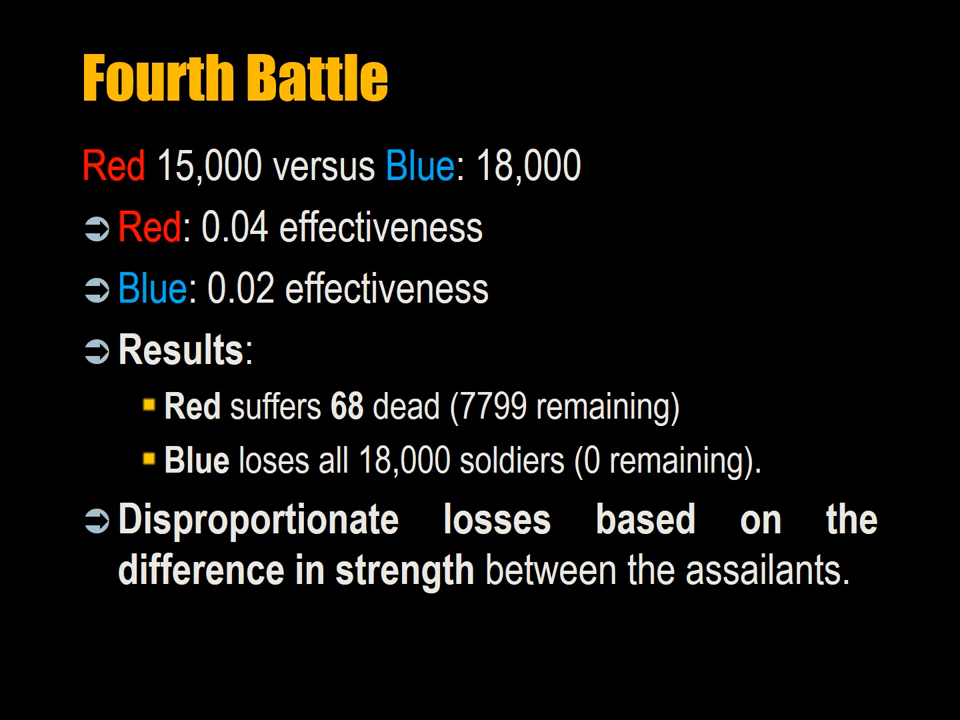 Fourth Battle
Red 15,000 versus Blue: 18,000
Red: 0.04 effectiveness
Blue: 0.02 effectiveness
Results:
Red suffers 68 dead (7799 remaining)
Blue loses all 18,000 soldiers (0 remaining).
Disproportionate losses based on the
difference in strength between the assailants.